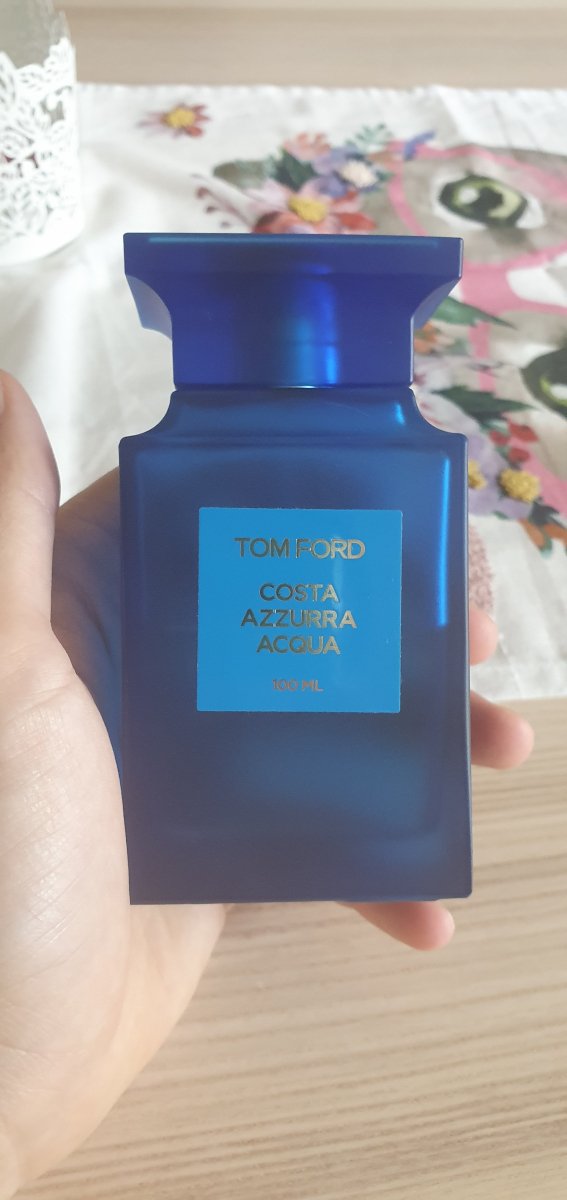 TOM FORD
COSTA
AZZURRA
ACQUA
100 ML